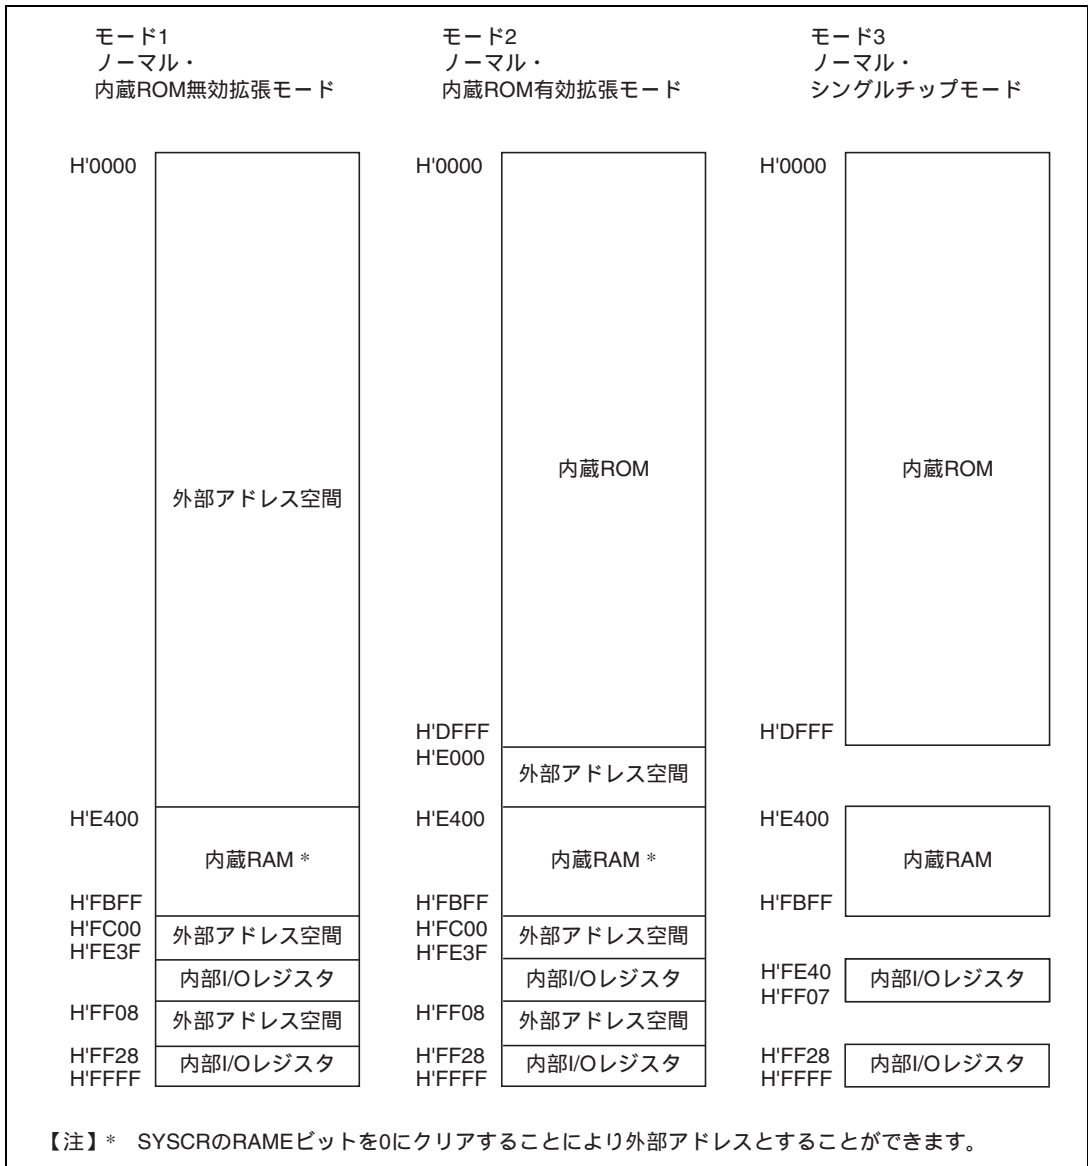 モード1
ノーマル・
内蔵ROM無効拡張モード
H'0000
外部アドレス空間
H'E400
内蔵RAM *
H'FBFF
H'FC00
外部アドレス空間
H'FE3F
内部I/Oレジスタ
H'FF08
外部アドレス空間
H'FF28
内部I/Oレジスタ
H'FFFF
モード2
ノーマル・
内蔵ROM有効拡張モード
H'0000
内蔵ROM
H'DFFF
H'E000
外部アドレス空間
H'E400
内蔵RAM *
H'FBFF
H'FC00
外部アドレス空間
H'FE3F
内部I/Oレジスタ
H'FF08
外部アドレス空間
H'FF28
内部I/Oレジスタ
H'FFFF
モード3
ノーマル・
シングルチップモード
H'0000
内蔵ROM
H'DFFF
H'E400
内蔵RAM
H'FBFF
H'FE40
内部I/Oレジスタ
H'FF07
H'FF28
内部I/Oレジスタ
H'FFFF
【注】* SYSCRのRAMEビットを0にクリアすることにより外部アドレスとすることができます。